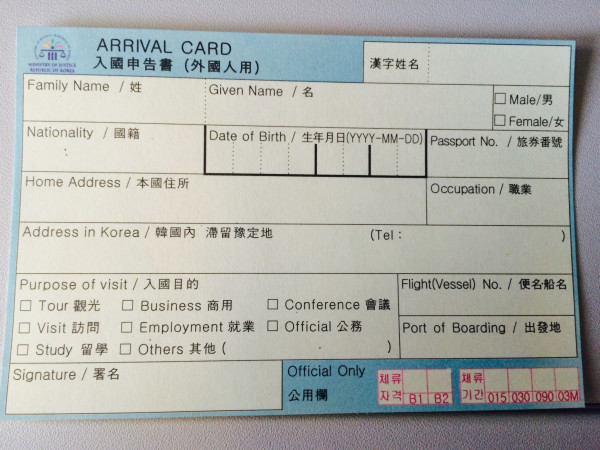 MINISTRY OF JUSTICE
REPUBLIC OF KOREA
ARRIVAL CARD
入國申告書 (外國人用)
漢字姓名
Family Name / 姓
Given Name / 名
Male/男
Female/女
Nationality / 國籍
Date of Birth / 生年月日(YYYY-MM-DD)
Passport No. / 旅券番號
Home Address / 本國住所
Occupation / 職業
Address in Korea / 韓國內 滯留豫定地
(Tel : )
Purpose of visit / 入國目的
Flight(Vessel) No. / 便名·船名
Tour 觀光
Business 商用
Conference 會議
Visit 訪問
Employment 就業
Official 公務
Port of Boarding / 出發地
Study 留學
Others 其他 ( )
Signature / 署名
Official Only
公用欄
체류
자격 B1 B2
체류
기간 015 030 090 03M